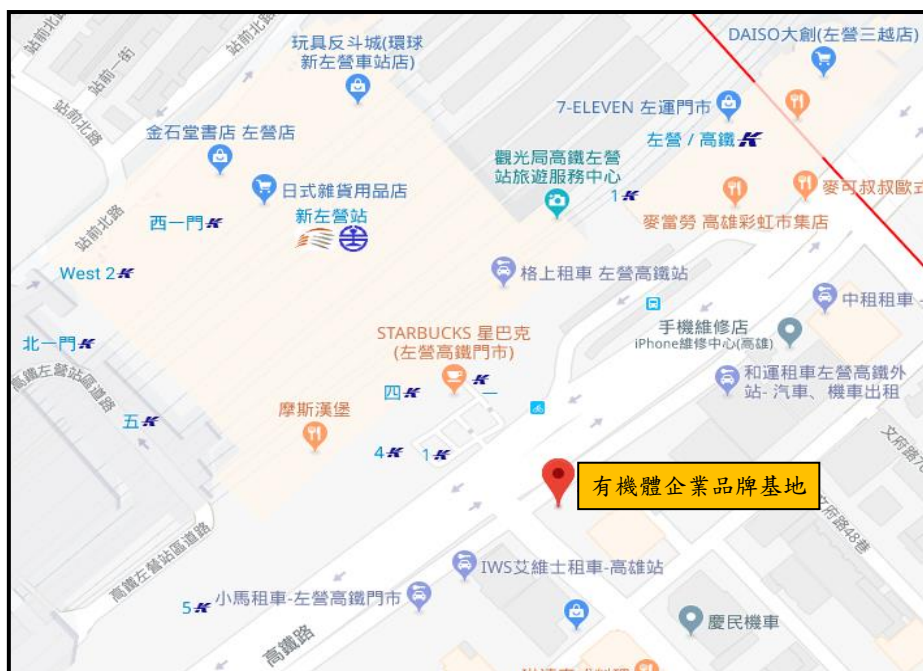 站前北路
站前北路
站前一街
站前北路
站前北路
玩具反斗城(環球
新左營車站店)
DAISO大創(左營三越店)
7-ELEVEN 左運門市
左營 / 高鐵
金石堂書店 左營店
觀光局高鐵左營
站旅遊服務中心
日式雜貨用品店
1
麥可叔叔歐式
麥當勞 高雄彩虹市集店
西一門
新左營站
West 2
格上租車 左營高鐵站
中租租車 -
手機維修店
iPhone維修中心(高雄)
STARBUCKS 星巴克
(左營高鐵門市)
北一門
高鐵左營站區道路
四
一
和運租車左營高鐵外
站- 汽車、機車出租
摩斯漢堡
五
4
1
有機體企業品牌基地
文府路48巷
高鐵左營站區道路
IWS艾維士租車-高雄站
小馬租車-左營高鐵門市
5
慶民機車
高鐵路